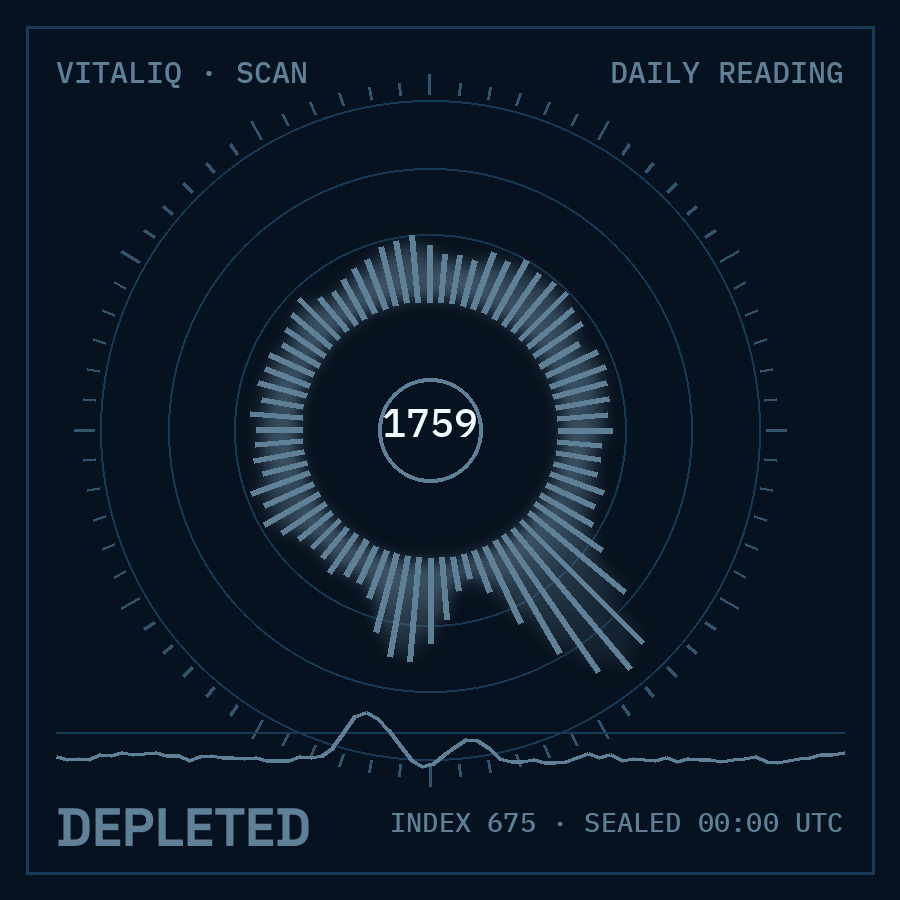 VITALIQ · SCAN
DAILY READING
1759
DEPLETED
INDEX 675 · SEALED 00:00 UTC